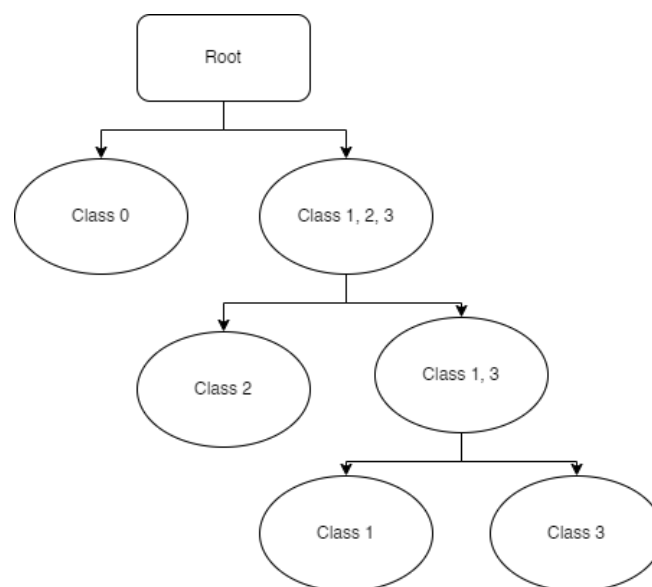 Root
Class 0
Class 1, 2, 3
Class 2
Class 1, 3
Class 1
Class 3